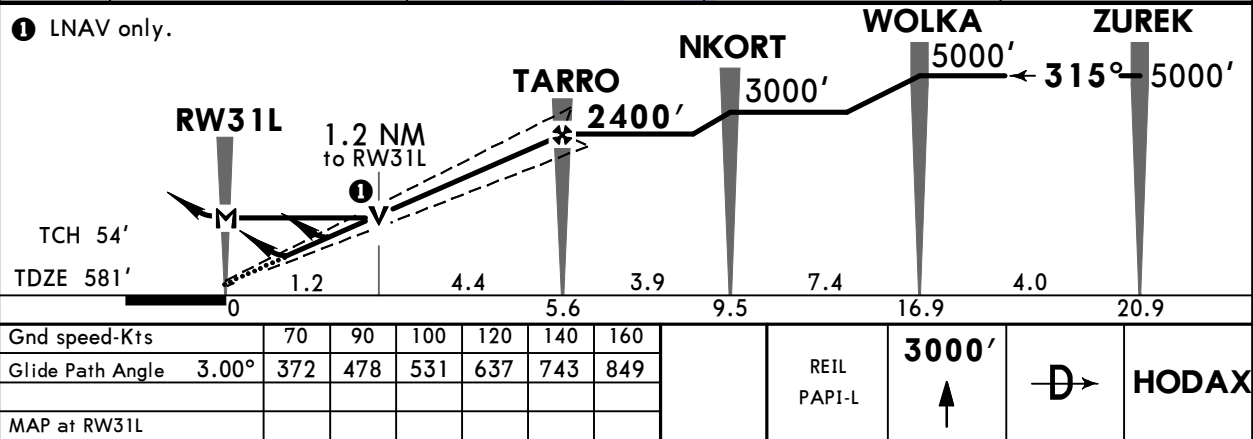 ❶ LNAV only.
WOLKA ZUREK
NKORT
TARRO
RW31L
5000' 315° 5000'
3000'
2400'
1.2 NM
to RW31L
❶
V
M
TCH 54'
TDZE 581'
1.2 4.4 3.9 7.4 4.0
0 5.6 9.5 16.9 20.9
Gnd speed-Kts 70 90 100 120 140 160
Glide Path Angle 3.00° 372 478 531 637 743 849
MAP at RW31L
REIL
PAPI-L
3000'
D
HODAX